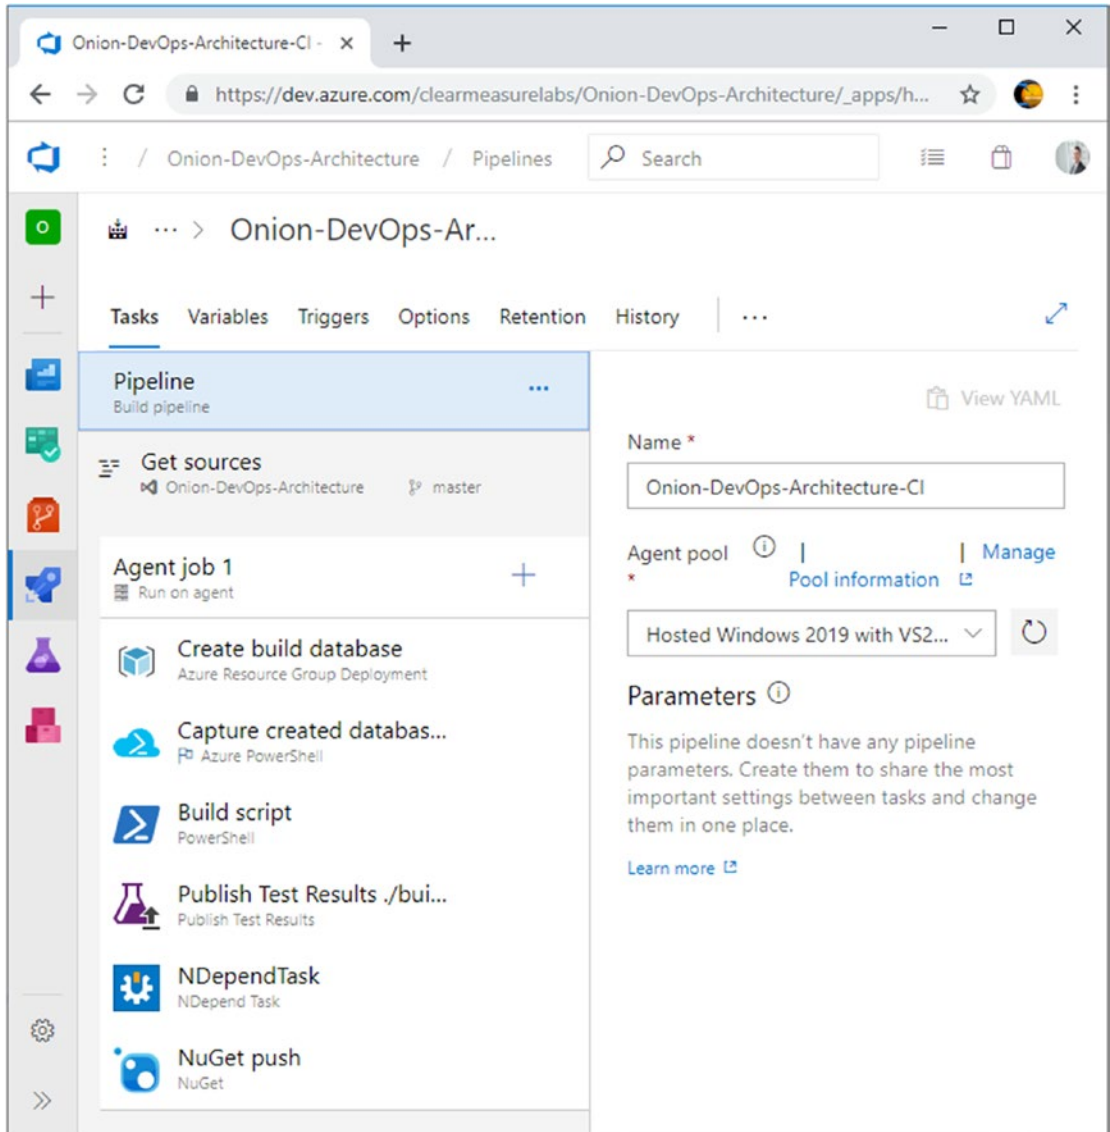 Onion-DevOps-Architecture-CI -
https://dev.azure.com/clearmeasurelabs/Onion-DevOps-Architecture/_apps/h...
/ Onion-DevOps-Architecture / Pipelines
Search
O
... > Onion-DevOps-Ar...
Tasks Variables Triggers Options Retention History | ...
Pipeline
Build pipeline
...
Get sources
Onion-DevOps-Architecture master
Agent job 1
Run on agent
Create build database
Azure Resource Group Deployment
Capture created databas...
Azure PowerShell
Build script
PowerShell
Publish Test Results ./bui...
Publish Test Results
NDependTask
NDepend Task
NuGet push
NuGet
View YAML
Name *
Onion-DevOps-Architecture-CI
Agent pool | | Manage
* Pool information
Hosted Windows 2019 with VS2...
Parameters
This pipeline doesn't have any pipeline
parameters. Create them to share the most
important settings between tasks and change
them in one place.
Learn more